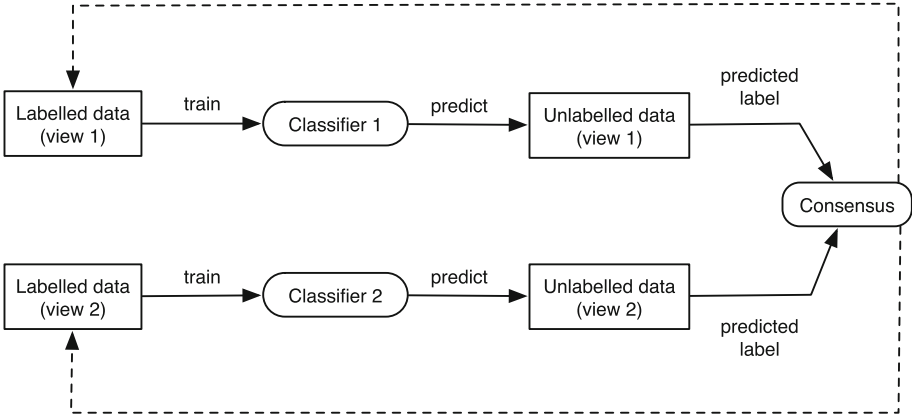 predicted
label
Labelled data
(view 1)
train
Classifier 1
predict
Unlabelled data
(view 1)
Consensus
Labelled data
(view 2)
train
Classifier 2
predict
Unlabelled data
(view 2)
predicted
label